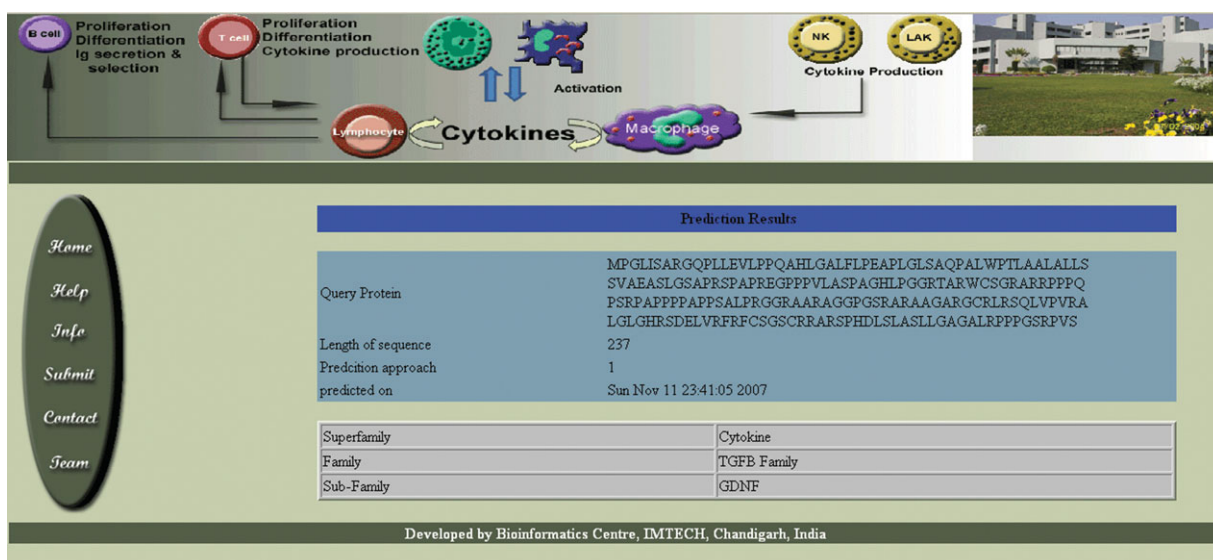 B cell
Proliferation
Differentiation
Ig secretion &
selection
T cell
Proliferation
Differentiation
Cytokine production
Activation
NK
LAK
Cytokine Production
Lymphocyte
Cytokines
Macrophage
Home
Help
Info
Submit
Contact
Team
Prediction Results
Query Protein
MPGLISARGQPLLEVLPPQAHLGALFLPEAPLGLSAQPALWPTLAALALLS
SVAEASLGSAPRSPAPREGPPPVLASPAGHLPGGRTARWCSGRARRPPPQ
PSRPAPPPPAPPSALPRGGRAARAGGPGSRARAAGARGCRLRSQLVPVRA
LGLGHRSDELVRFRFCSGSCRRARSPHDLSLASLLGAGALRPPPGSRPVS
Length of sequence 237
Predcition approach 1
predicted on Sun Nov 11 23:41:05 2007
Superfamily Cytokine
Family TGFB Family
Sub-Family GDNF
Developed by Bioinformatics Centre, IMTECH, Chandigarh, India